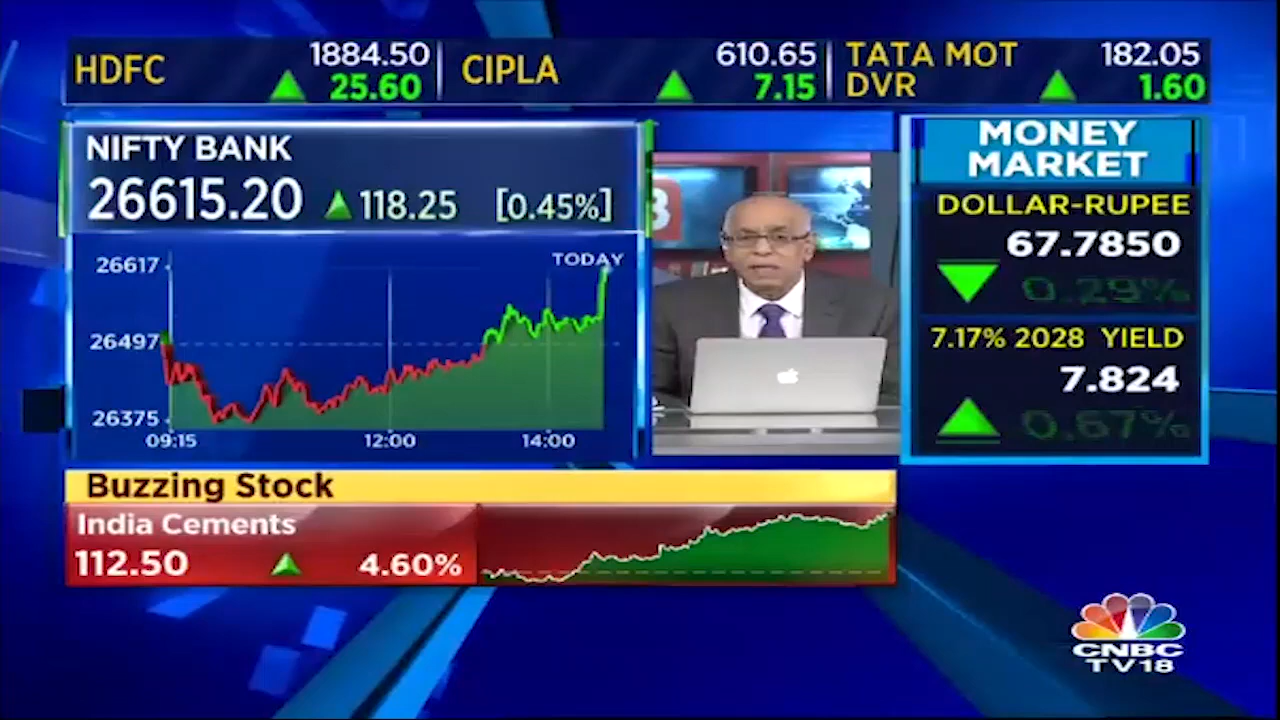 HDFC
1884.50
25.60
CIPLA
610.65
7.15
TATA MOT
DVR
182.05
1.60
NIFTY BANK
26615.20 118.25 [0.45%]
TODAY
26617
26497
26375
09:15 12:00 14:00
MONEY
MARKET
DOLLAR-RUPEE
67.7850
0.29%
7.17% 2028 YIELD
7.824
0.67%
Buzzing Stock
India Cements
112.50 4.60%
CNBC
TV18